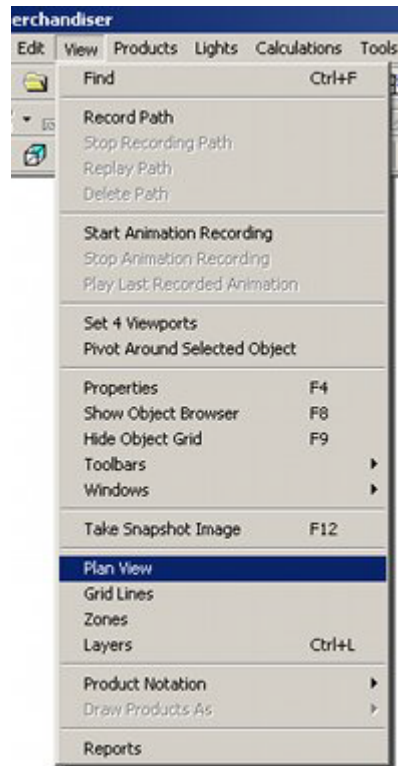 erchandiser
Edit View Products Lights Calculations Tools
Find Ctrl+F
Record Path
Stop Recording Path
Replay Path
Delete Path
Start Animation Recording
Stop Animation Recording
Play Last Recorded Animation
Set 4 Viewports
Pivot Around Selected Object
Properties F4
Show Object Browser F8
Hide Object Grid F9
Toolbars
Windows
Take Snapshot Image F12
Plan View
Grid Lines
Zones
Layers Ctrl+L
Product Notation
Draw Products As
Reports